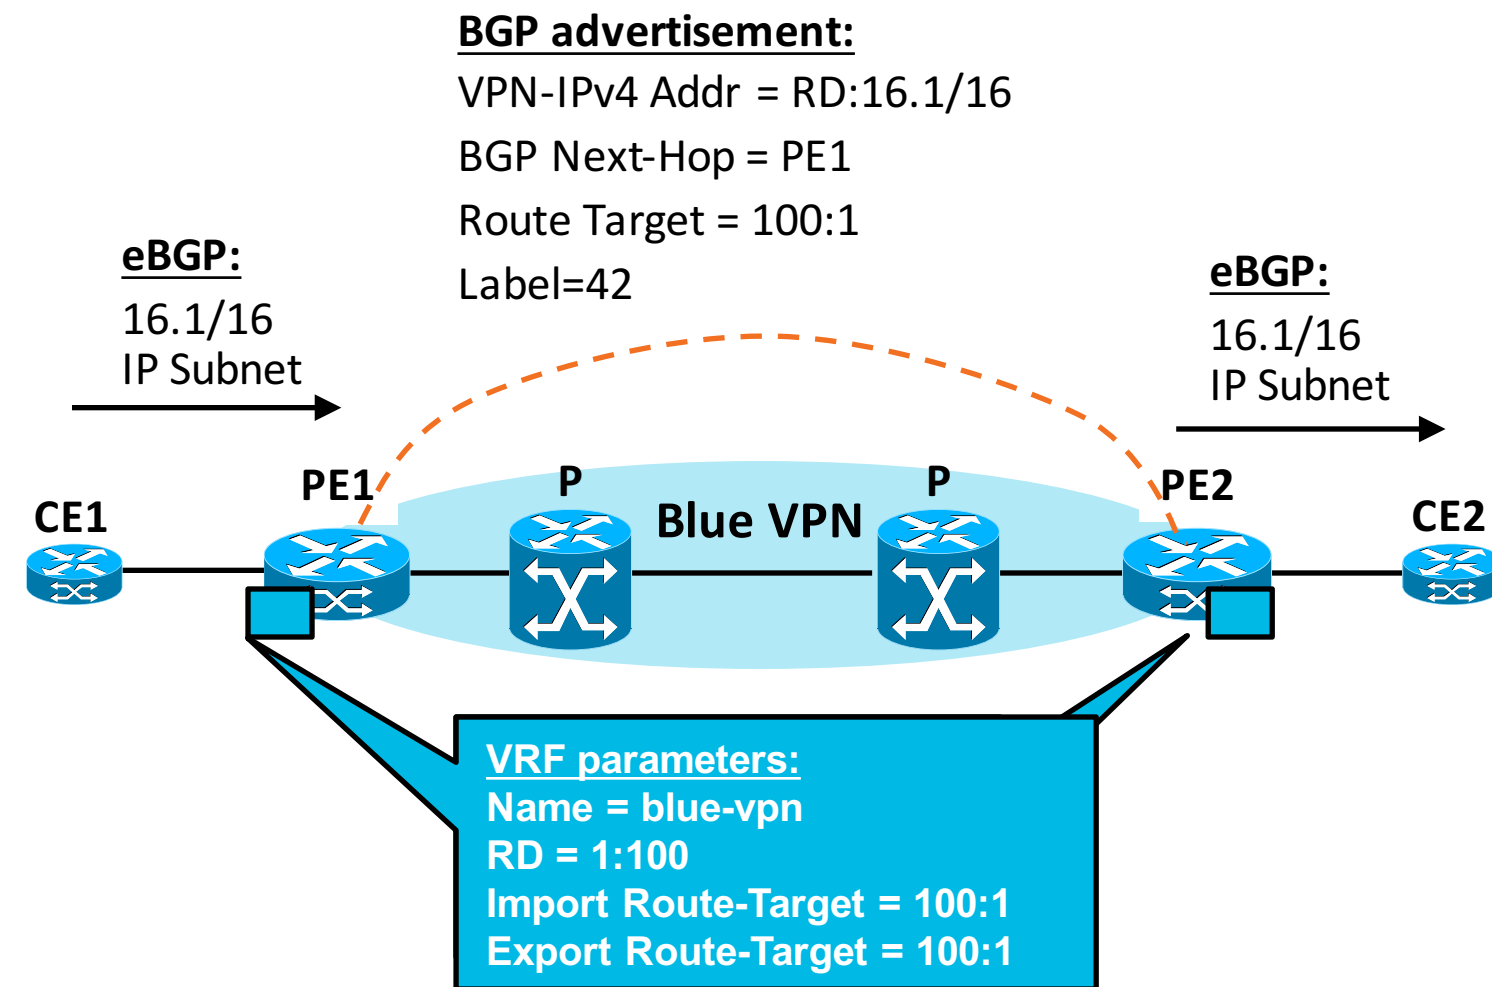 BGP advertisement:
VPN-IPv4 Addr = RD:16.1/16
BGP Next-Hop = PE1
Route Target = 100:1
Label=42
eBGP:
16.1/16
IP Subnet
eBGP:
16.1/16
IP Subnet
CE1
PE1
P
Blue VPN
P
PE2
CE2
VRF parameters:
Name = blue-vpn
RD = 1:100
Import Route-Target = 100:1
Export Route-Target = 100:1